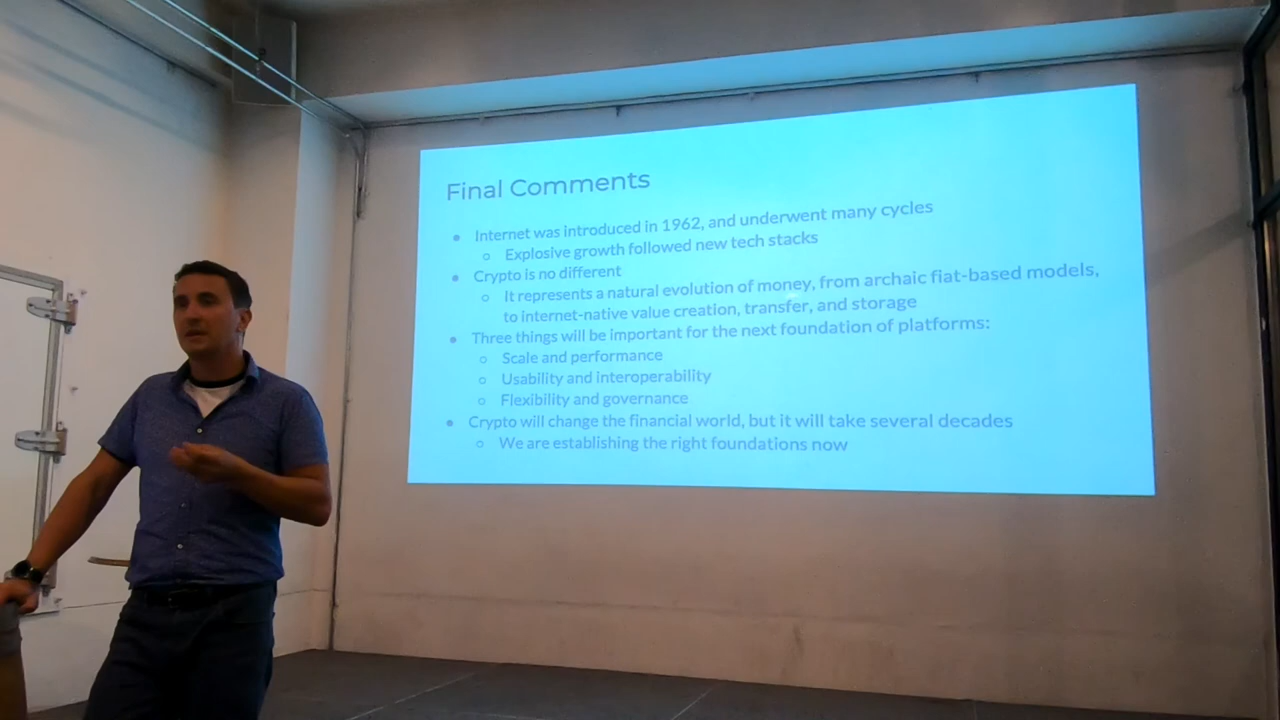 Final Comments
● Internet was introduced in 1962, and underwent many cycles
○ Explosive growth followed new tech stacks
● Crypto is no different
○ It represents a natural evolution of money, from archaic fiat-based models,
to internet-native value creation, transfer, and storage
● Three things will be important for the next foundation of platforms:
○ Scale and performance
○ Usability and interoperability
○ Flexibility and governance
● Crypto will change the financial world, but it will take several decades
○ We are establishing the right foundations now